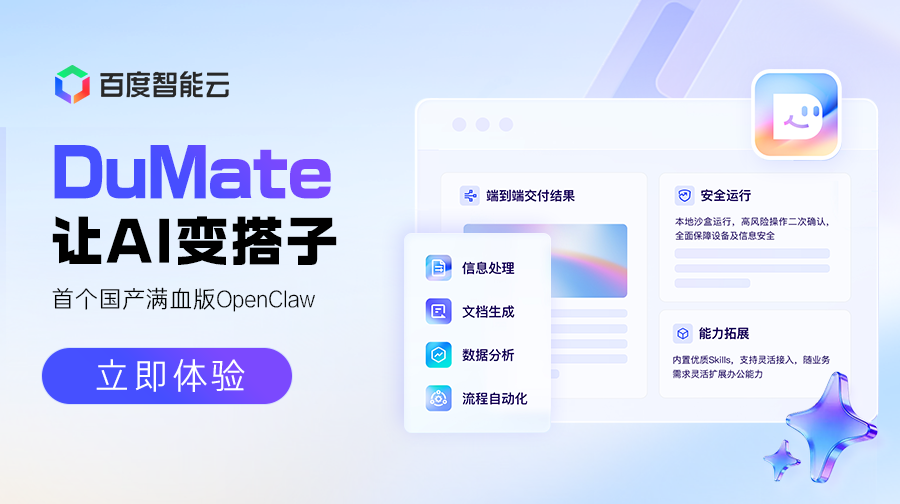 百度智能云
DuMate
让AI变搭子
首个国产满血版OpenClaw
立即体验
端到端交付结果
信息处理
文档生成
数据分析
流程自动化
安全运行
本地沙盒运行，高风险操作二次确认，
全面保障设备及信息安全
能力拓展
内置优质Skills，支持灵活接入，随业务
需求灵活扩展办公能力